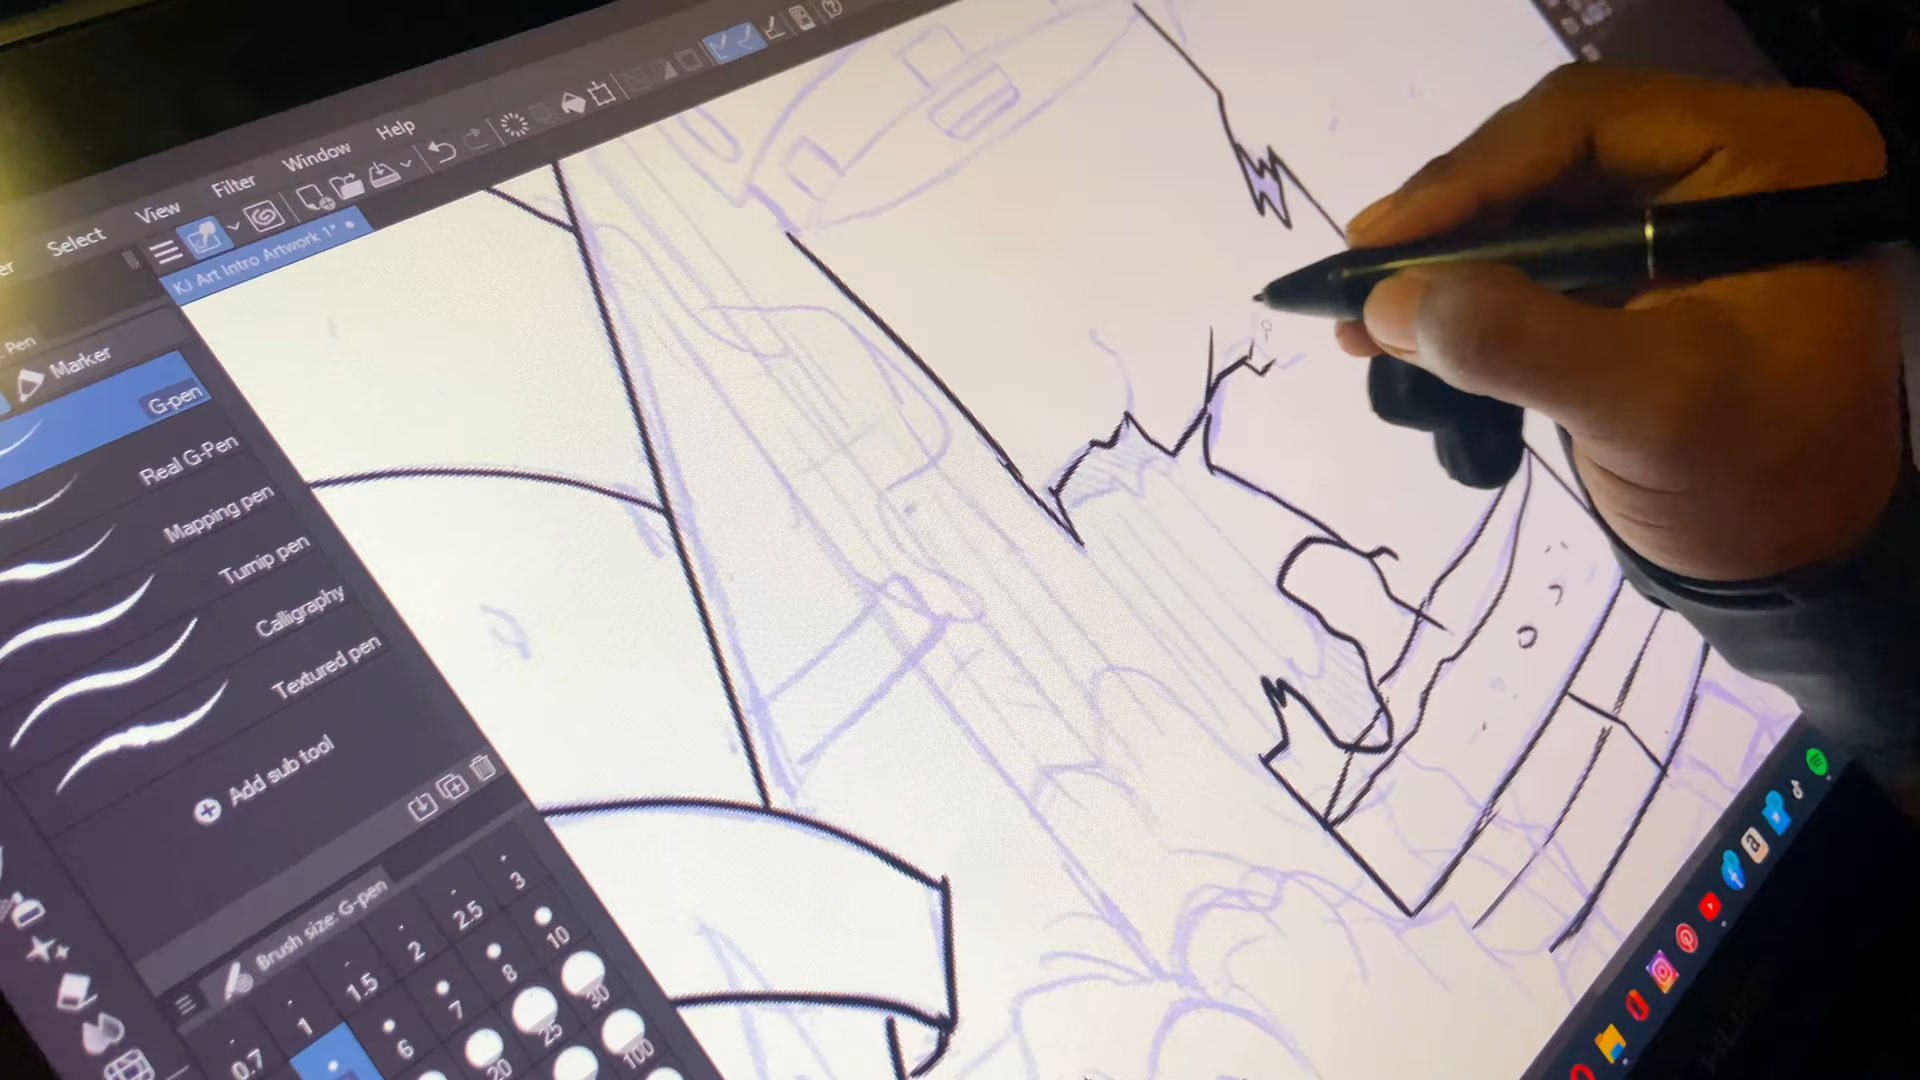 er Select View Filter Window Help
KJ Art Intro Artwork 1*
Pen
Marker
G-pen
Real G-Pen
Mapping pen
Turnip pen
Calligraphy
Textured pen
Add sub tool
Brush size: G-pen
0.7 1 1.5 2 2.5 3
6 7 8 10
20 25 30
100
a